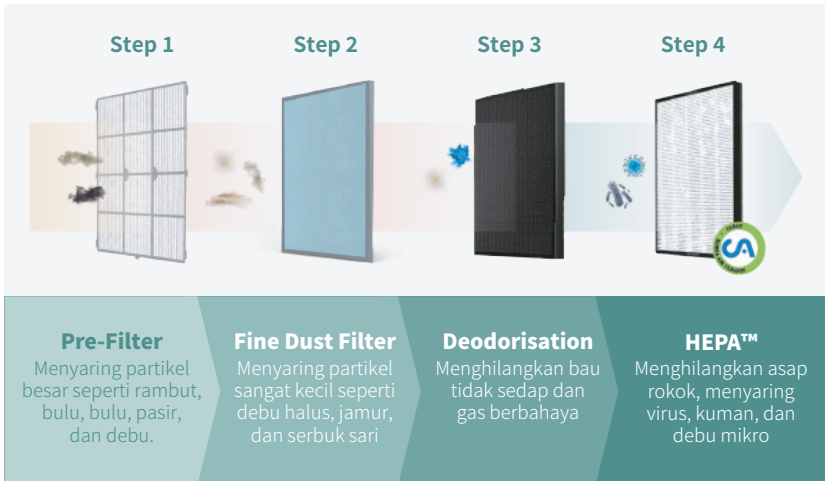 Step 1
Step 2
Step 3
Step 4
CLEAN
CA
Pre-Filter
Menyaring partikel
besar seperti rambut,
bulu, bulu, pasir,
dan debu.
Fine Dust Filter
Menyaring partikel
sangat kecil seperti
debu halus, jamur,
dan serbuk sari
Deodorisation
Menghilangkan bau
tidak sedap dan
gas berbahaya
HEPA™
Menghilangkan asap
rokok, menyaring
virus, kuman, dan
debu mikro